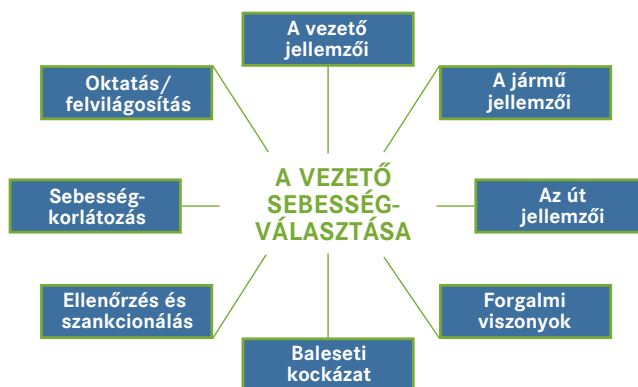 A vezető
jellemzői
Oktatás/
felvilágosítás
A jármű
jellemzői
A VEZETŐ
SEBESSÉG-
VÁLASZTÁSA
Sebesség-
korlátozás
Az út
jellemzői
Ellenőrzés és
szankcionálás
Forgalmi
viszonyok
Baleseti
kockázat